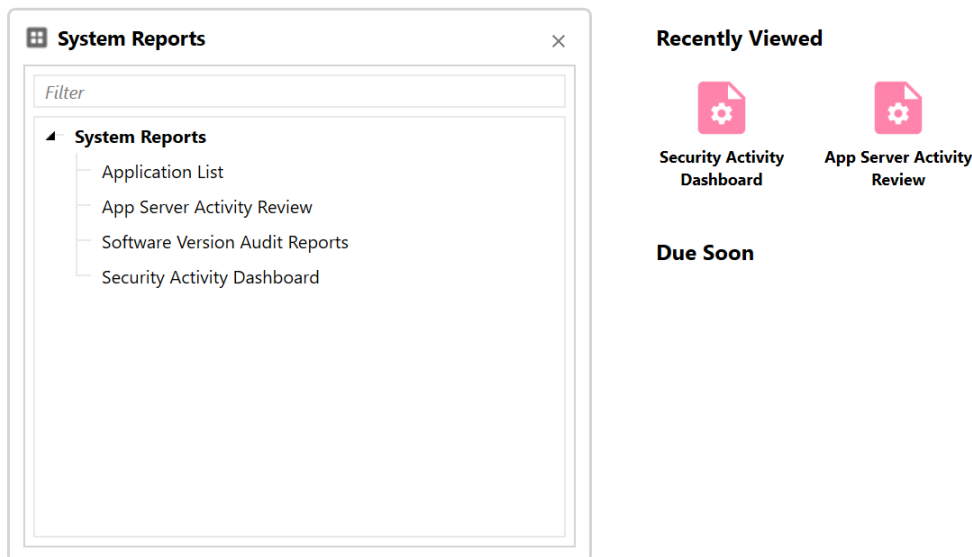 System Reports
Filter
System Reports
Application List
App Server Activity Review
Software Version Audit Reports
Security Activity Dashboard
Recently Viewed
Security Activity
Dashboard
App Server Activity
Review
Due Soon